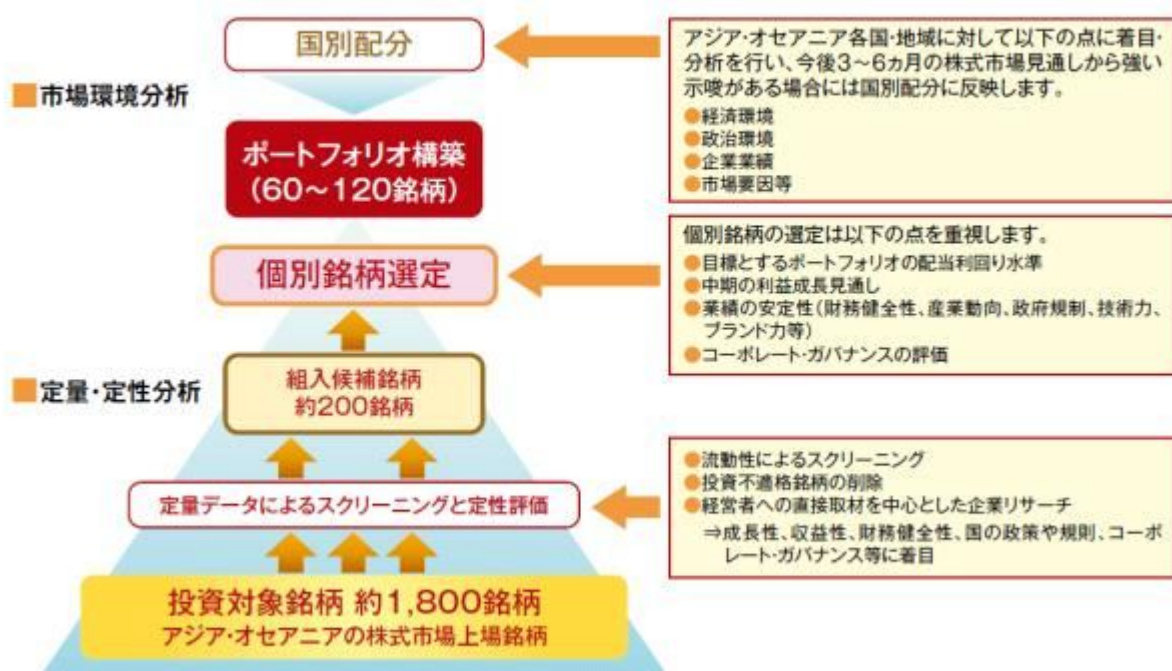 国別配分
アジア・オセアニア各国・地域に対して以下の点に着目・
分析を行い、今後3～6ヵ月の株式市場見通しから強い
示唆がある場合には国別配分に反映します。
●経済環境
●政治環境
●企業業績
●市場要因等
■市場環境分析
ポートフォリオ構築
(60～120銘柄)
個別銘柄選定
個別銘柄の選定は以下の点を重視します。
●目標とするポートフォリオの配当利回り水準
●中期の利益成長見通し
●業績の安定性(財務健全性、産業動向、政府規制、技術力、
ブランド力等)
●コーポレート・ガバナンスの評価
■定量・定性分析
組入候補銘柄
約200銘柄
定量データによるスクリーニングと定性評価
●流動性によるスクリーニング
●投資不適格銘柄の削除
●経営者への直接取材を中心とした企業リサーチ
⇒成長性、収益性、財務健全性、国の政策や規則、コーポ
レート・ガバナンス等に着目
投資対象銘柄 約1,800銘柄
アジア・オセアニアの株式市場上場銘柄